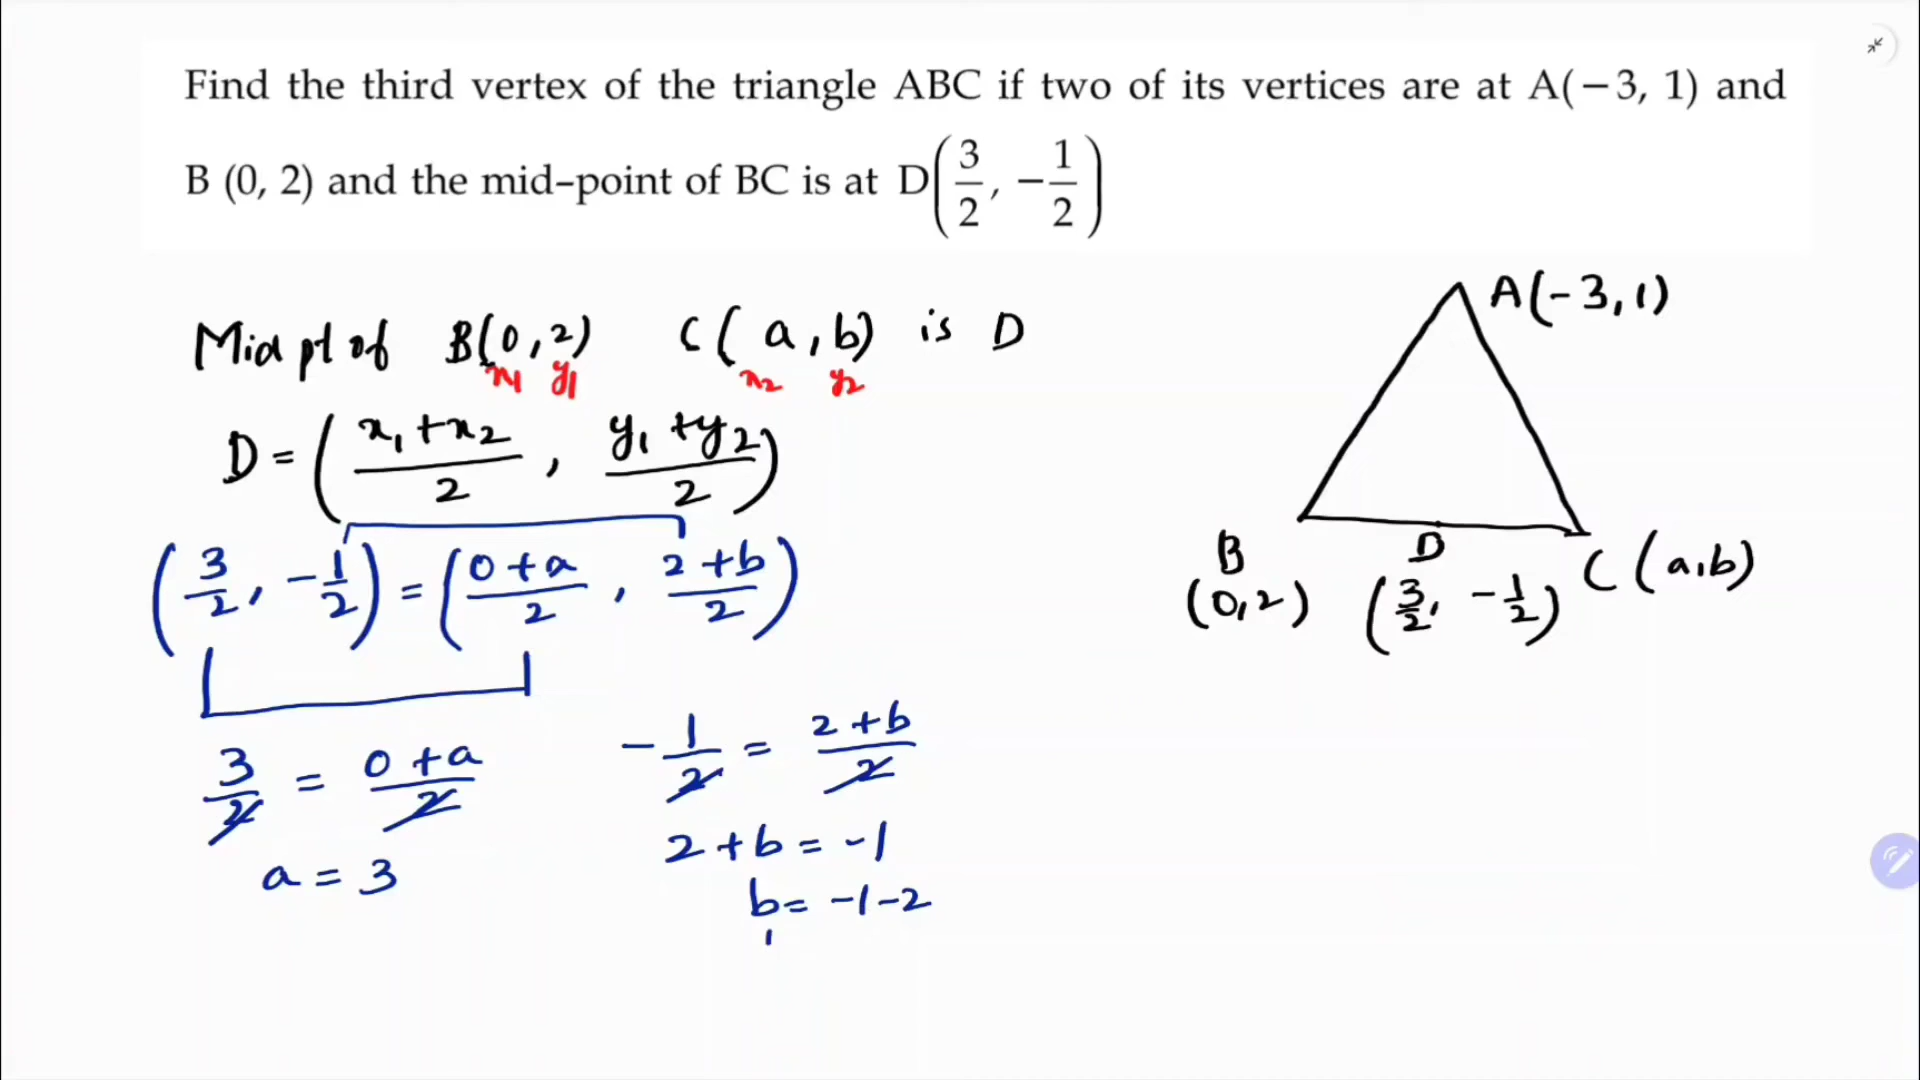 Find the third vertex of the triangle ABC if two of its vertices are at A(−3, 1) and
B (0, 2) and the mid–point of BC is at D(3/2, −1/2)
Mid pt of B(0,2) C(a,b) is D
x1 y1 x2 y2
D = (x1+x2/2, y1+y2/2)
(3/2, -1/2) = (0+a/2, 2+b/2)
3/2 = 0+a/2
a = 3
-1/2 = 2+b/2
2+b = -1
b = -1-2
A(-3,1)
B
(0,2)
D
(3/2, -1/2)
C(a,b)